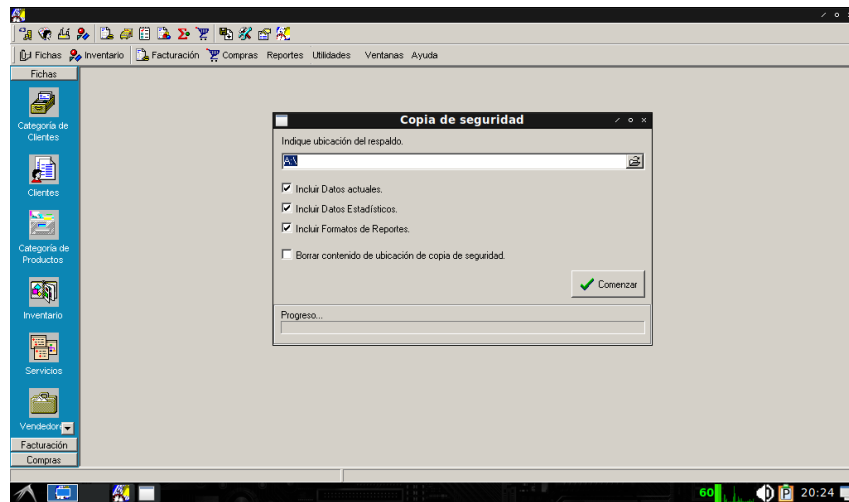 Fichas Inventario Facturación Compras Reportes Utilidades Ventanas Ayuda
Fichas
Categoría de
Clientes
Clientes
Categoría de
Productos
Inventario
Servicios
Vendedor
Facturación
Compras
Copia de seguridad
Indique ubicación del respaldo.
A:\
Incluir Datos actuales.
Incluir Datos Estadísticos.
Incluir Formatos de Reportes.
Borrar contenido de ubicación de copia de seguridad.
Comenzar
Progreso...
60 20:24